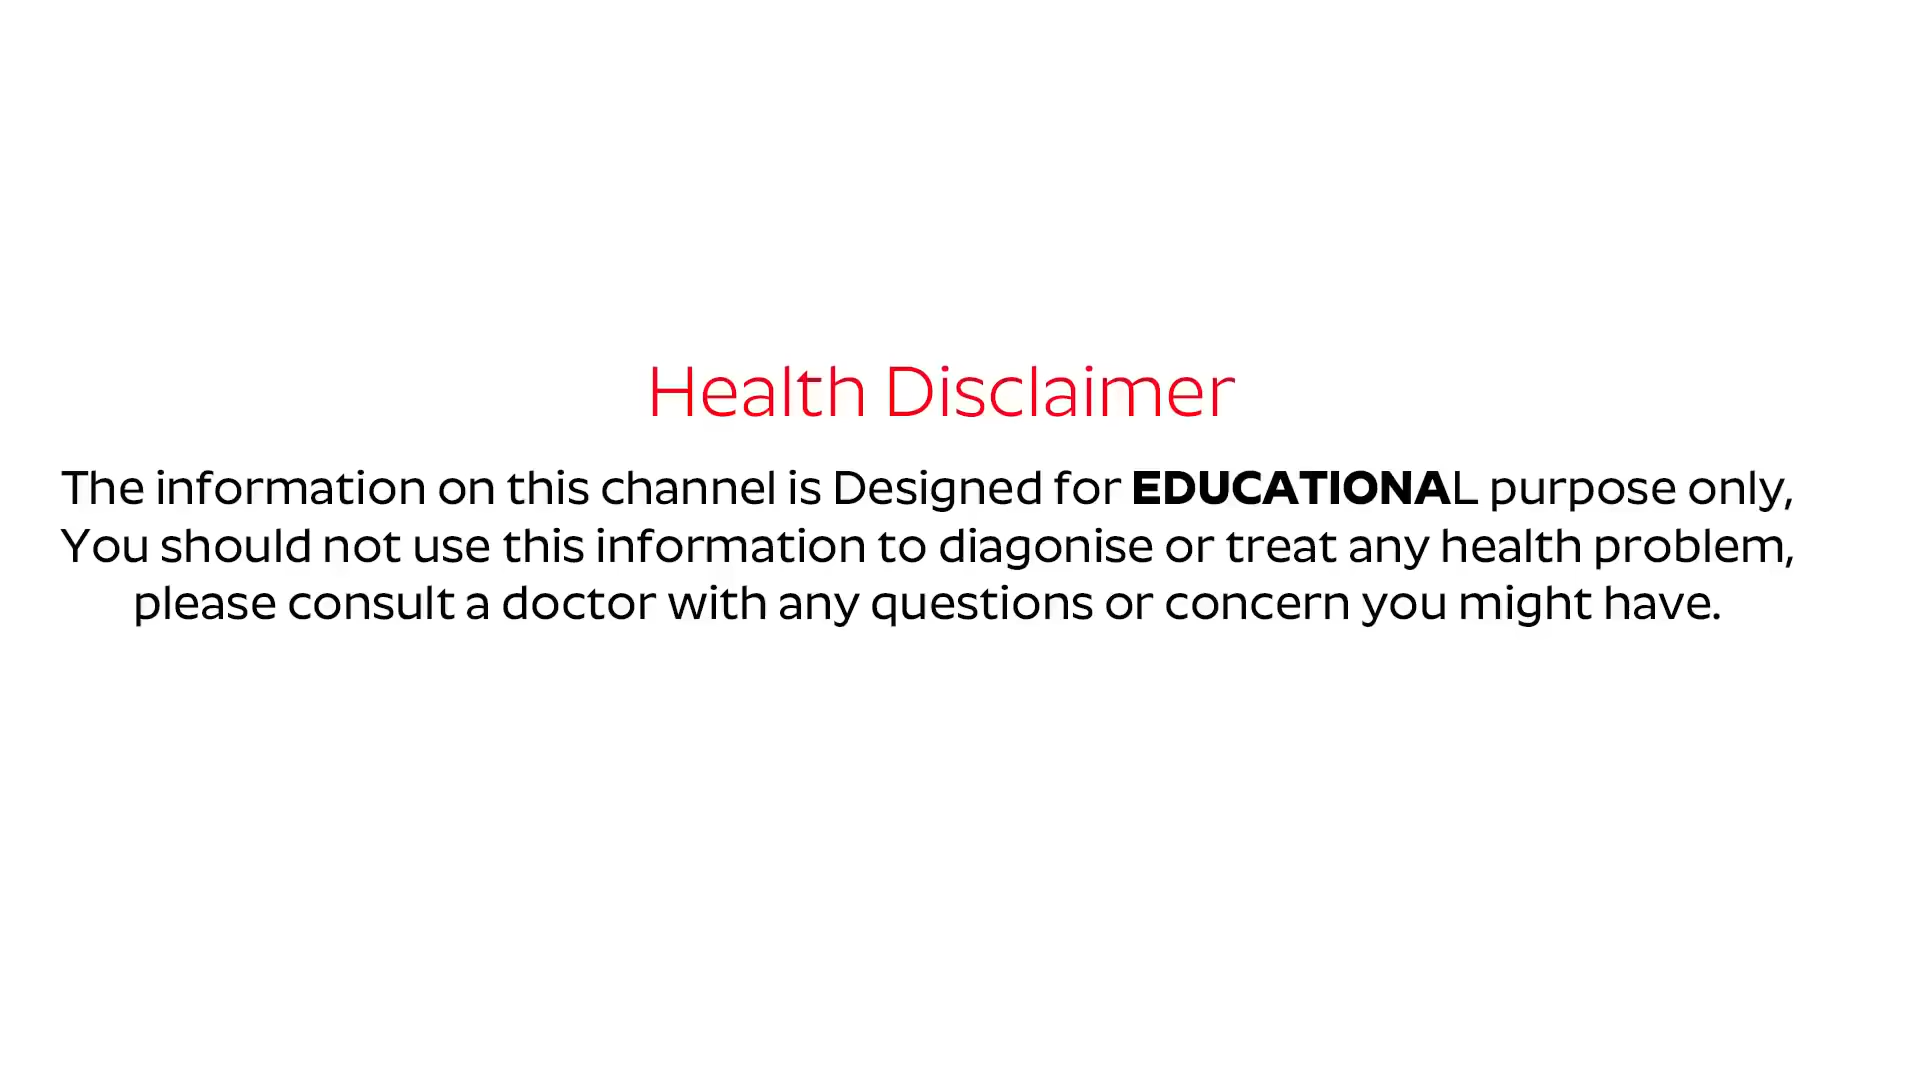 Health Disclaimer
The information on this channel is Designed for EDUCATIONAL purpose only,
You should not use this information to diagonise or treat any health problem,
please consult a doctor with any questions or concern you might have.